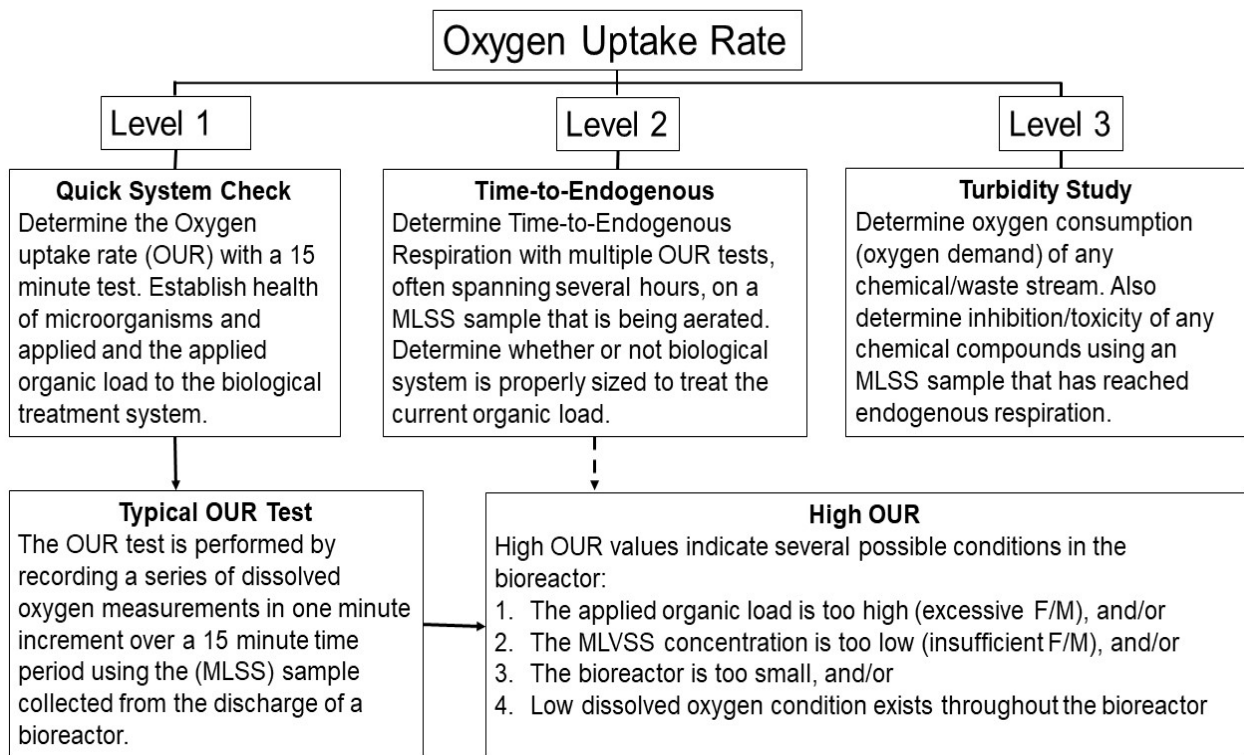 Oxygen Uptake Rate
Level 1
Level 2
Level 3
Quick System Check
Determine the Oxygen
uptake rate (OUR) with a 15
minute test. Establish health
of microorganisms and
applied and the applied
organic load to the biological
treatment system.
Time-to-Endogenous
Determine Time-to-Endogenous
Respiration with multiple OUR tests,
often spanning several hours, on a
MLSS sample that is being aerated.
Determine whether or not biological
system is properly sized to treat the
current organic load.
Turbidity Study
Determine oxygen consumption
(oxygen demand) of any
chemical/waste stream. Also
determine inhibition/toxicity of any
chemical compounds using an
MLSS sample that has reached
endogenous respiration.
Typical OUR Test
The OUR test is performed by
recording a series of dissolved
oxygen measurements in one minute
increment over a 15 minute time
period using the (MLSS) sample
collected from the discharge of a
bioreactor.
High OUR
High OUR values indicate several possible conditions in the
bioreactor:
1. The applied organic load is too high (excessive F/M), and/or
2. The MLVSS concentration is too low (insufficient F/M), and/or
3. The bioreactor is too small, and/or
4. Low dissolved oxygen condition exists throughout the bioreactor